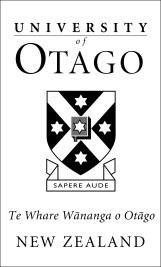 UNIVERSITY
of
OTAGO
SAPERE AUDE
Te Whare Wānanga o Otāgo
NEW ZEALAND